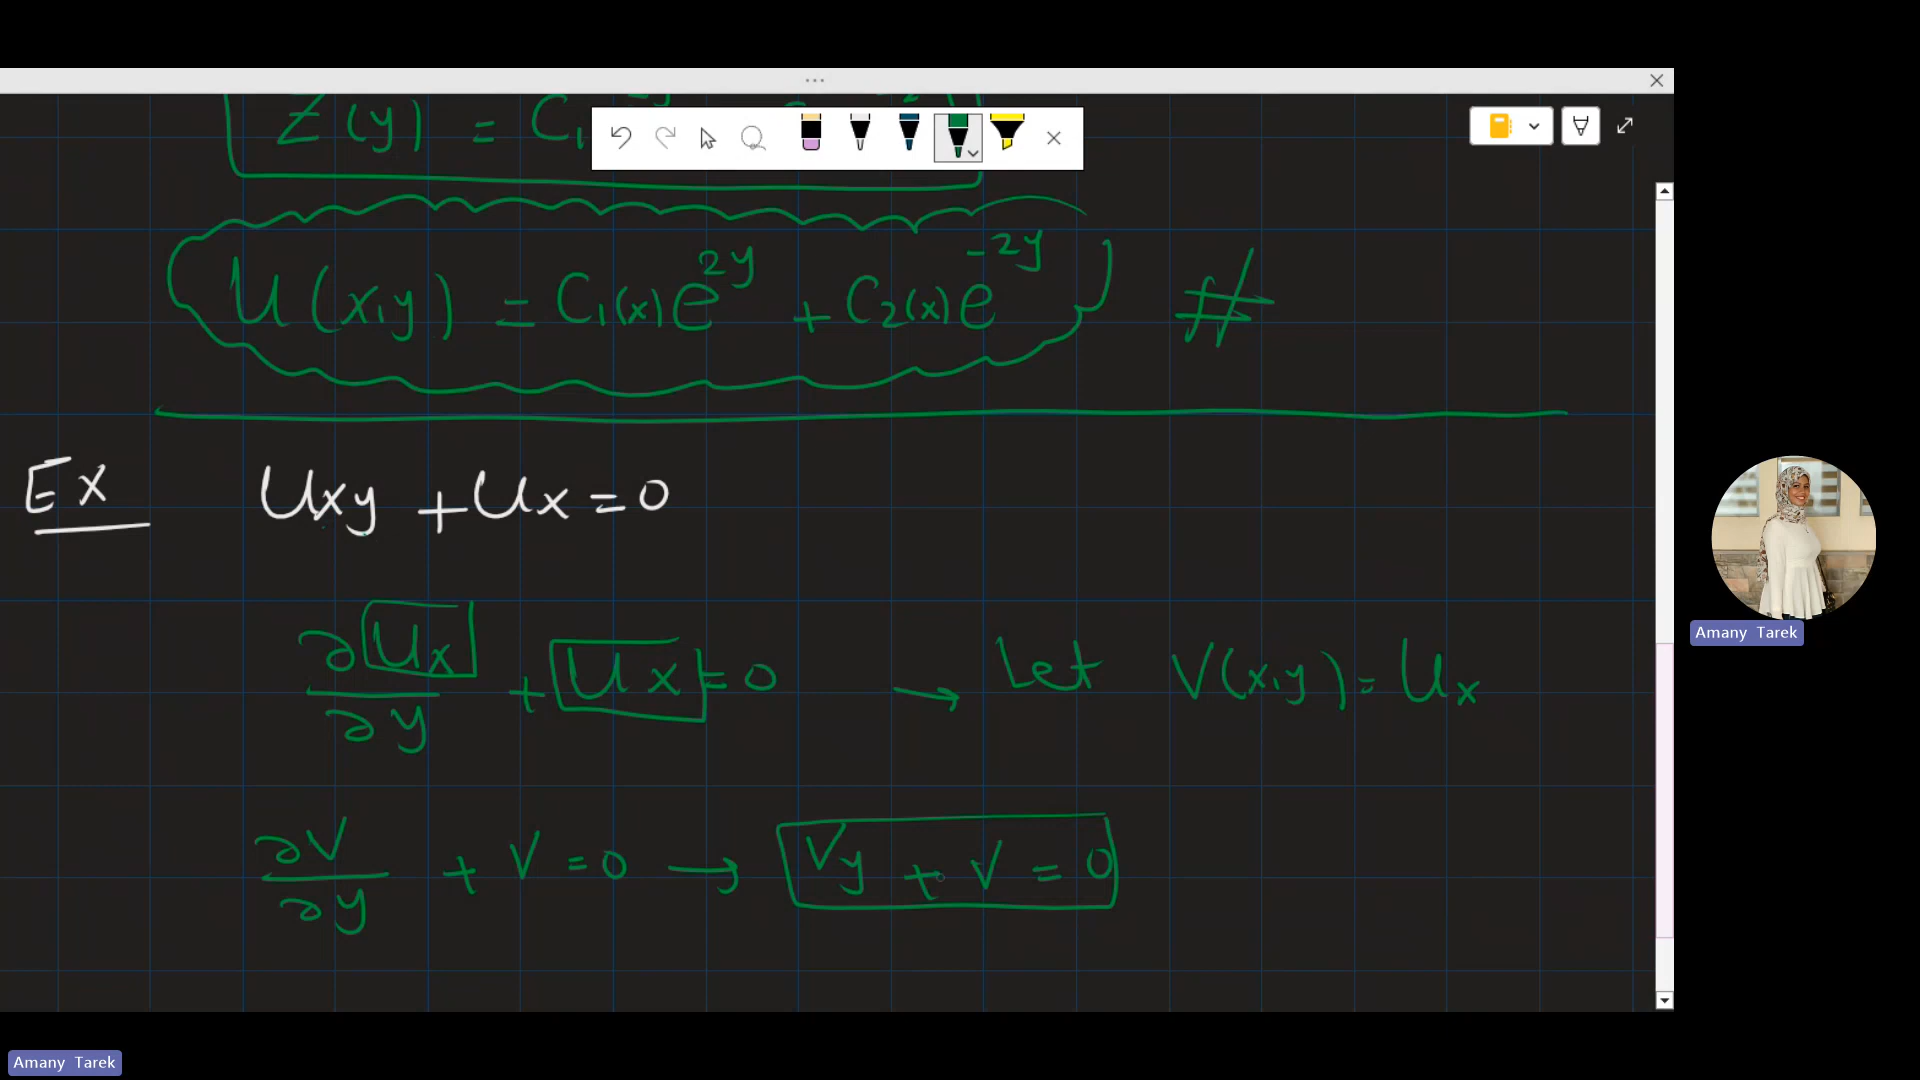 Z(y) = C₁
U(x,y) = C₁(x)e^{2y} + C₂(x)e^{-2y} #
Ex Uxy + Ux = 0
∂Ux/∂y + Ux = 0 → Let V(x,y) = Ux
∂V/∂y + V = 0 → Vy + V = 0
Amany Tarek
Amany Tarek